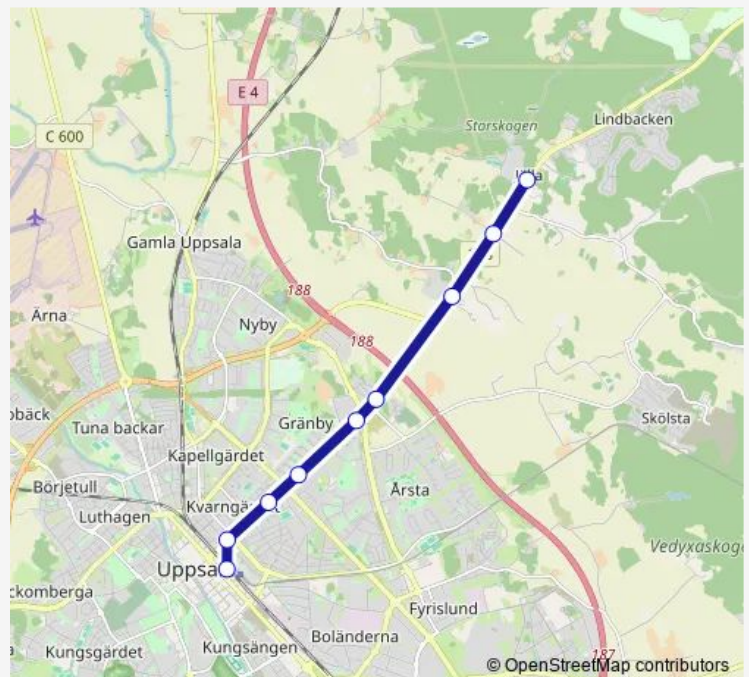 E 4
C 600
Lindbacken
Storskogen
Gamla Uppsala
188
Ärna
Nyby
188
Gränby
Skölsta
Tuna backar
Kapellgärdet
Börjetull
Årsta
Luthagen
Vedyxaskoge
Fyrislund
Boländerna
Kungsgärdet
Kungsängen
187
© OpenStreetMap contributors